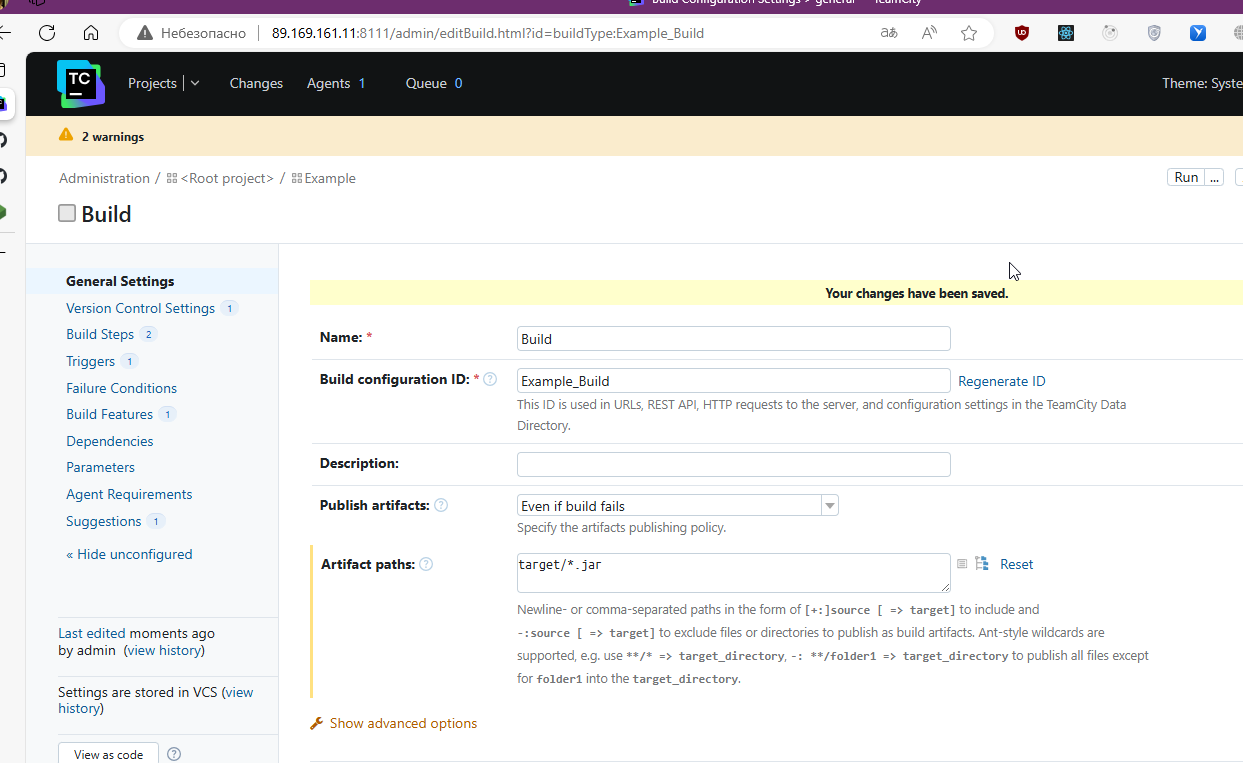 Build Configuration Settings > general — TeamCity
Небезопасно 89.169.161.11:8111/admin/editBuild.html?id=buildType:Example_Build
TC Projects Changes Agents 1 Queue 0 Theme:
2 warnings
Administration / <Root project> / Example Run ...
Build
General Settings
Version Control Settings 1
Build Steps 2
Triggers 1
Failure Conditions
Build Features 1
Dependencies
Parameters
Agent Requirements
Suggestions 1
« Hide unconfigured
Last edited moments ago
by admin (view history)
Settings are stored in VCS (view
history)
View as code
Your changes have been saved.
Name: * Build
Build configuration ID: * Example_Build Regenerate ID
This ID is used in URLs, REST API, HTTP requests to the server, and configuration settings in the TeamCity Data
Directory.
Description:
Publish artifacts: Even if build fails
Specify the artifacts publishing policy.
Artifact paths: target/*.jar Reset
Newline- or comma-separated paths in the form of [+:]source [ => target] to include and
-:source [ => target] to exclude files or directories to publish as build artifacts. Ant-style wildcards are
supported, e.g. use **/* => target_directory, -: **/folder1 => target_directory to publish all files except
for folder1 into the target_directory.
Show advanced options